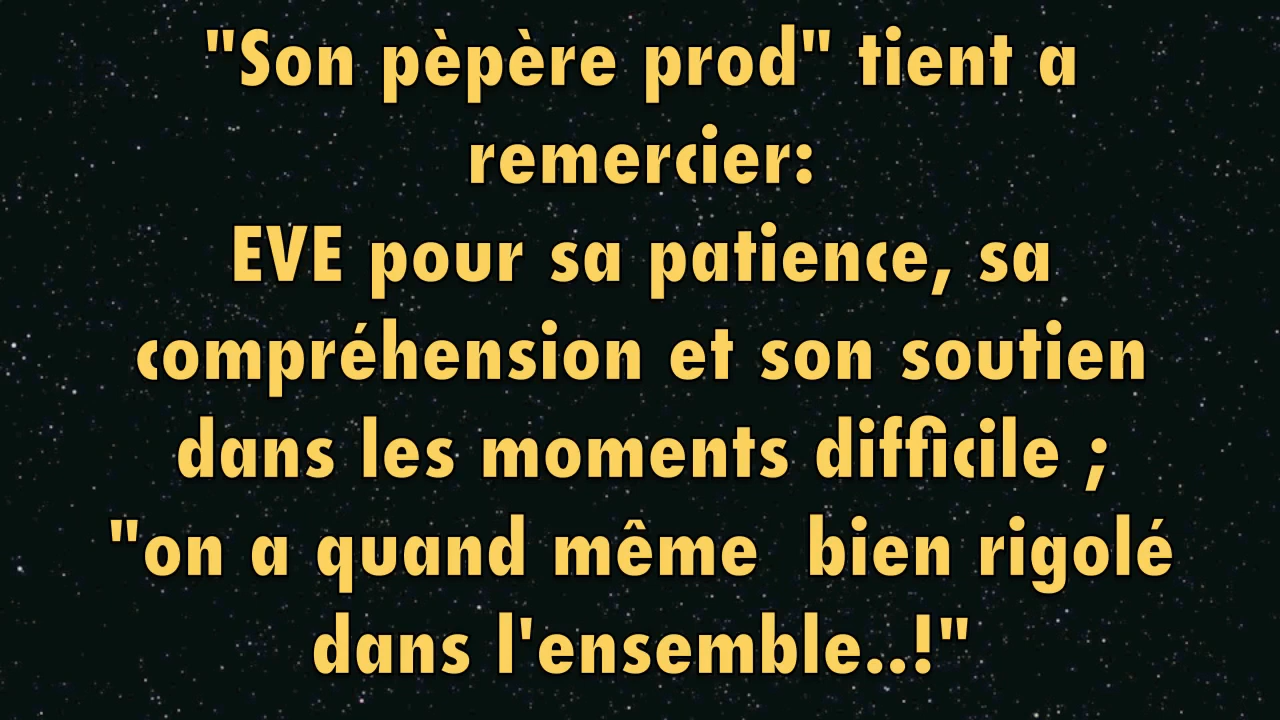 "Son pèpère prod" tient a
remercier:
EVE pour sa patience, sa
compréhension et son soutien
dans les moments difficile ;
"on a quand même  bien rigolé
dans l'ensemble..!"